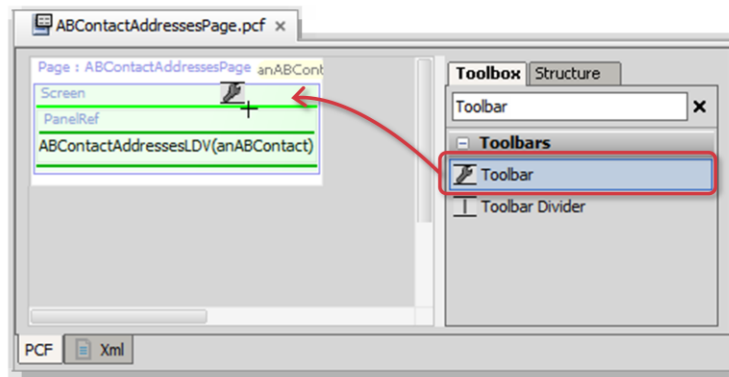 ABContactAddressesPage.pcf ×
Page : ABContactAddressesPage anABCont
Screen
PanelRef
ABContactAddressesLDV(anABContact)
Toolbox Structure
Toolbar
Toolbars
Toolbar
Toolbar Divider
PCF Xml